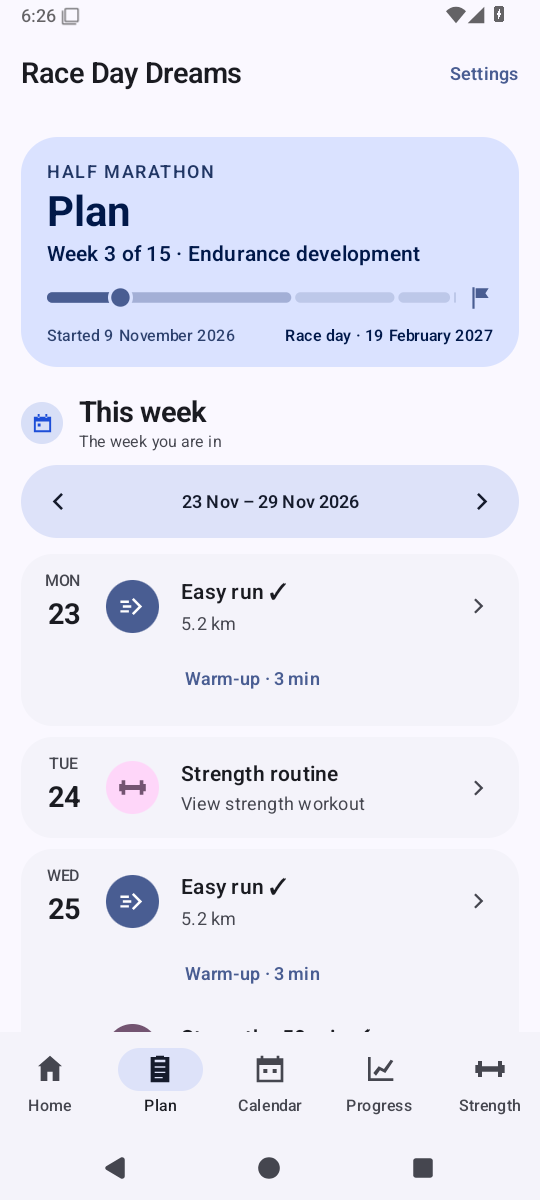 6:26
Race Day Dreams
Settings
HALF MARATHON
Plan
Week 3 of 15 · Endurance development
Started 9 November 2026
Race day · 19 February 2027
This week
The week you are in
23 Nov – 29 Nov 2026
MON
23
Easy run ✓
5.2 km
Warm-up · 3 min
TUE
24
Strength routine
View strength workout
WED
25
Easy run ✓
5.2 km
Warm-up · 3 min
Home
Plan
Calendar
Progress
Strength